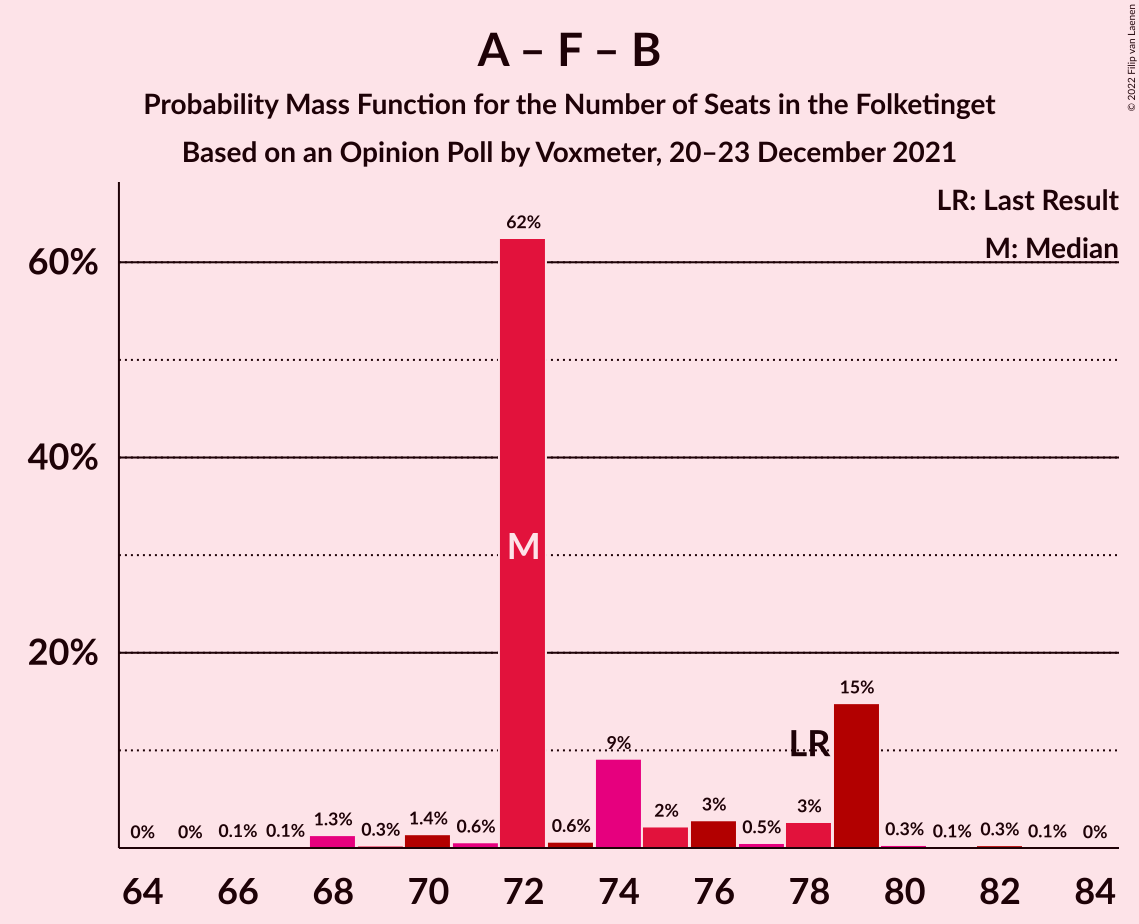 A – F – B
Probability Mass Function for the Number of Seats in the Folketinget
Based on an Opinion Poll by Voxmeter, 20–23 December 2021
© 2022 Filip van Laenen
LR: Last Result
M: Median
60%
40%
20%
62%
M
15%
LR
9%
0% 0% 0.1% 0.1% 1.3% 0.3% 1.4% 0.6% 0.6% 2% 3% 0.5% 3% 0.3% 0.1% 0.3% 0.1% 0%
64 66 68 70 72 74 76 78 80 82 84